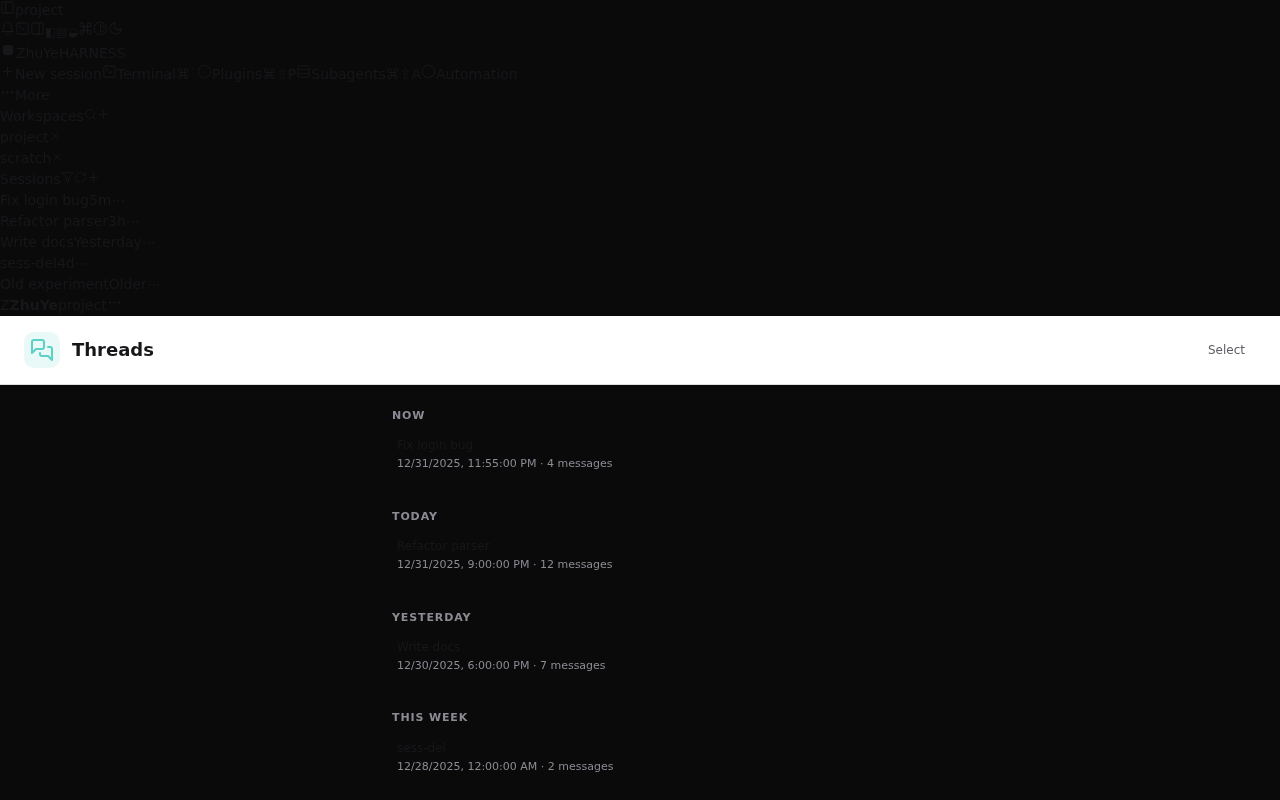 project
ZhuYeHARNESS
New session Terminal⌘` Plugins⌘⇧P Subagents⌘⇧A Automation
More
Workspaces
project×
scratch×
Sessions
Fix login bug5m⋯
Refactor parser3h⋯
Write docsYesterday⋯
sess-del4d⋯
Old experimentOlder⋯
ZZhuYeproject⋯
Threads
Select
NOW
Fix login bug
12/31/2025, 11:55:00 PM · 4 messages
TODAY
Refactor parser
12/31/2025, 9:00:00 PM · 12 messages
YESTERDAY
Write docs
12/30/2025, 6:00:00 PM · 7 messages
THIS WEEK
sess-del
12/28/2025, 12:00:00 AM · 2 messages